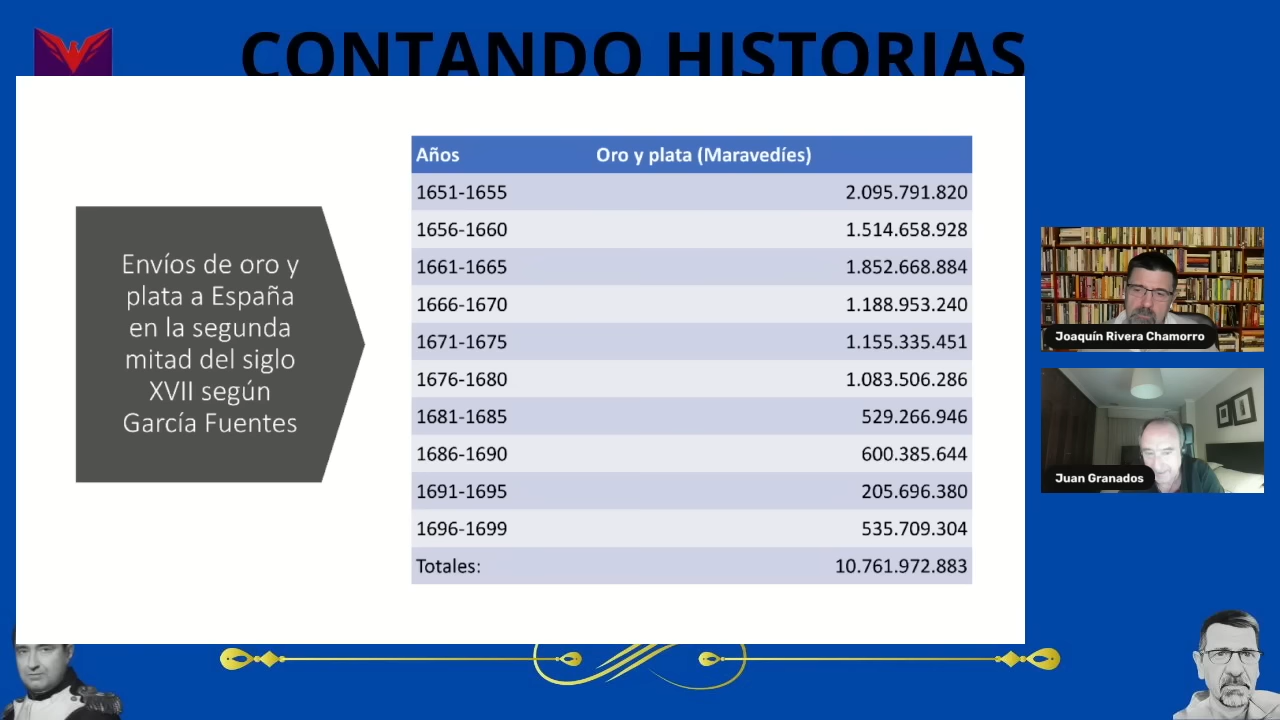 CONTANDO HISTORIAS
Envíos de oro y
plata a España
en la segunda
mitad del siglo
XVII según
García Fuentes
Años Oro y plata (Maravedíes)
1651-1655 2.095.791.820
1656-1660 1.514.658.928
1661-1665 1.852.668.884
1666-1670 1.188.953.240
1671-1675 1.155.335.451
1676-1680 1.083.506.286
1681-1685 529.266.946
1686-1690 600.385.644
1691-1695 205.696.380
1696-1699 535.709.304
Totales: 10.761.972.883
Joaquín Rivera Chamorro
Juan Granados